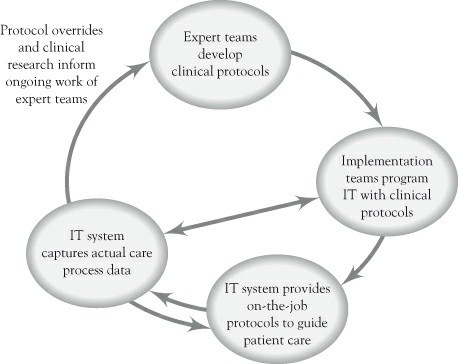 Protocol overrides
and clinical
research inform
ongoing work of
expert teams
Expert teams
develop
clinical protocols
Implementation
teams program
IT with clinical
protocols
IT system
captures actual care
process data
IT system provides
on-the-job
protocols to guide
patient care